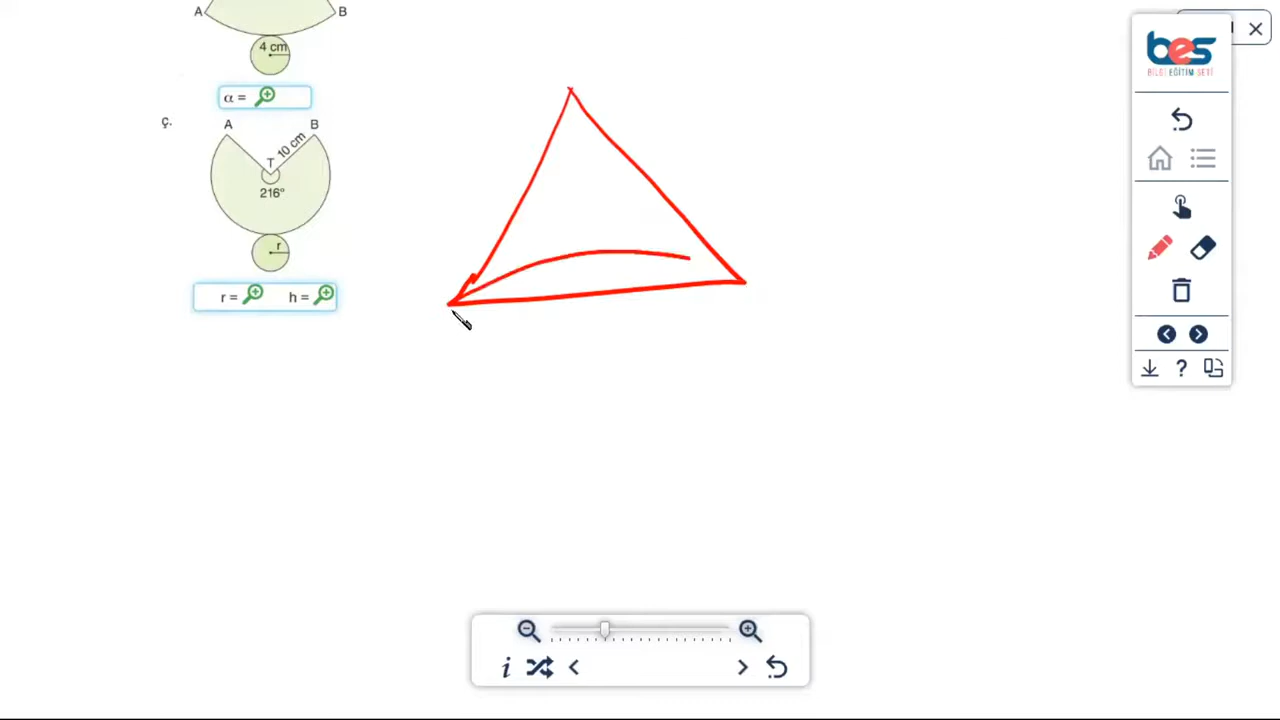 A B
4 cm
α =
ç.
A B
10 cm
T
216°
r
r = h =
bes
BİLGİ EĞİTİM SETİ
?
i